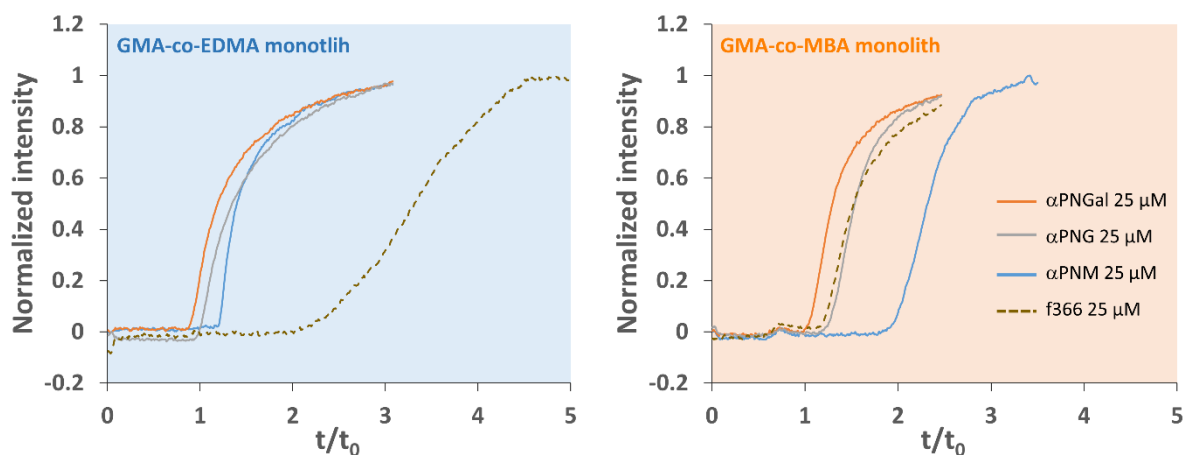 GMA-co-EDMA monotlih
Normalized intensity
1.2
1
0.8
0.6
0.4
0.2
0
-0.2
0 1 2 3 4 5
t/t0
GMA-co-MBA monolith
Normalized intensity
1.2
1
0.8
0.6
0.4
0.2
0
-0.2
0 1 2 3 4 5
t/t0
αPNGal 25 µM
αPNG 25 µM
αPNM 25 µM
f366 25 µM